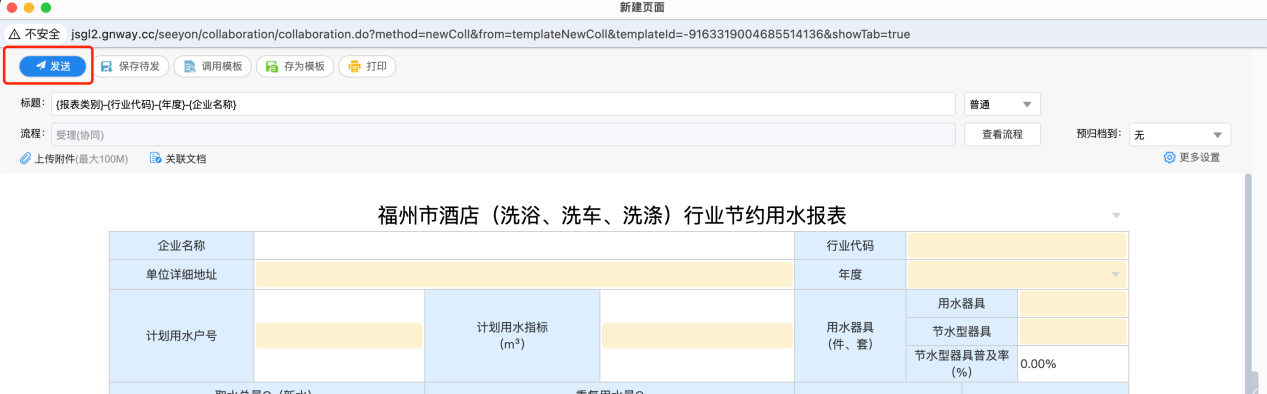 新建页面
不安全 jsgl2.gnway.cc/seeyon/collaboration/collaboration.do?method=newColl&from=templateNewColl&templateId=-9163319004685514136&showTab=true
发送 保存待发 调用模板 存为模板 打印
标题: {报表类别}-{行业代码}-{年度}-{企业名称} 普通
流程: 受理(协同) 查看流程 预归档到: 无
上传附件(最大100M) 关联文档 更多设置
福州市酒店（洗浴、洗车、洗涤）行业节约用水报表
企业名称 行业代码
单位详细地址 年度
计划用水户号 计划用水指标 (m³) 用水器具 (件、套) 用水器具
节水型器具
节水型器具普及率 (%) 0.00%